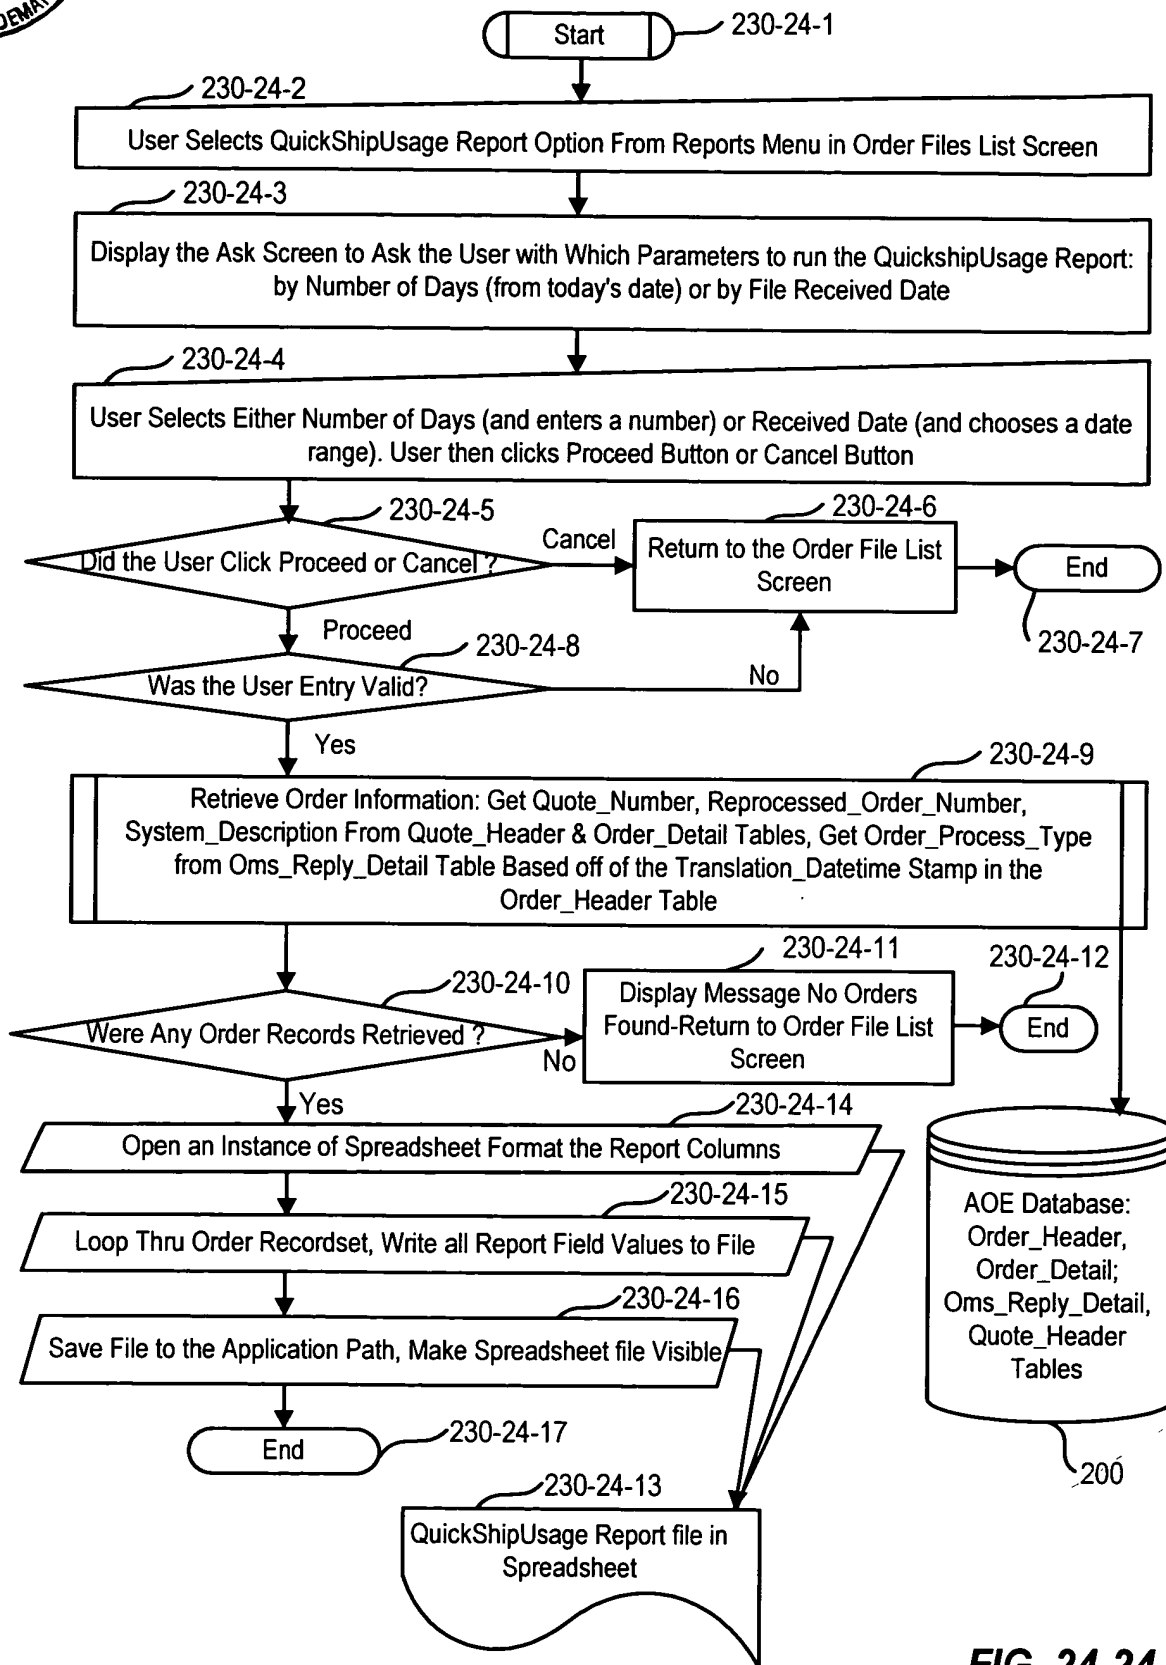 Start
230-24-1
230-24-2
User Selects QuickShipUsage Report Option From Reports Menu in Order Files List Screen
230-24-3
Display the Ask Screen to Ask the User with Which Parameters to run the QuickshipUsage Report:
by Number of Days (from today's date) or by File Received Date
230-24-4
User Selects Either Number of Days (and enters a number) or Received Date (and chooses a date
range). User then clicks Proceed Button or Cancel Button
230-24-5
230-24-6
Did the User Click Proceed or Cancel ?
Cancel
Return to the Order File List
Screen
End
230-24-7
Proceed
230-24-8
Was the User Entry Valid?
No
Yes
230-24-9
Retrieve Order Information: Get Quote_Number, Reprocessed_Order_Number,
System_Description From Quote_Header & Order_Detail Tables, Get Order_Process_Type
from Oms_Reply_Detail Table Based off of the Translation_Datetime Stamp in the
Order_Header Table
230-24-10
230-24-11
230-24-12
Were Any Order Records Retrieved ?
No
Display Message No Orders
Found-Return to Order File List
Screen
End
Yes
230-24-14
Open an Instance of Spreadsheet Format the Report Columns
230-24-15
Loop Thru Order Recordset, Write all Report Field Values to File
230-24-16
Save File to the Application Path, Make Spreadsheet file Visible
AOE Database:
Order_Header,
Order_Detail;
Oms_Reply_Detail,
Quote_Header
Tables
200
End
230-24-17
230-24-13
QuickShipUsage Report file in
Spreadsheet
FIG. 24-24